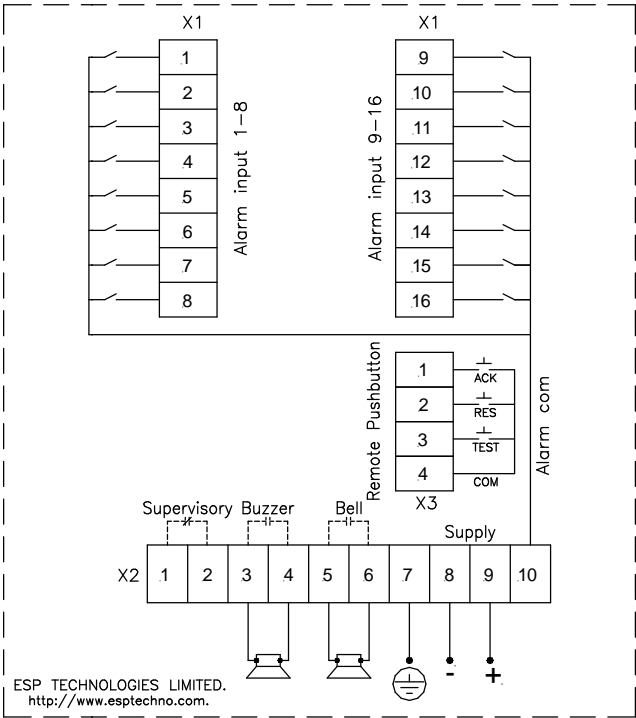 X1
1
2
3
4
5
6
7
8
Alarm input 1-8
X1
9
10
11
12
13
14
15
16
Alarm input 9-16
Remote Pushbutton
1
2
3
4
ACK
RES
TEST
COM
X3
Alarm com
Supervisory Buzzer Bell
Supply
X2 1 2 3 4 5 6 7 8 9 10
- +
ESP TECHNOLOGIES LIMITED.
http://www.esptechno.com.